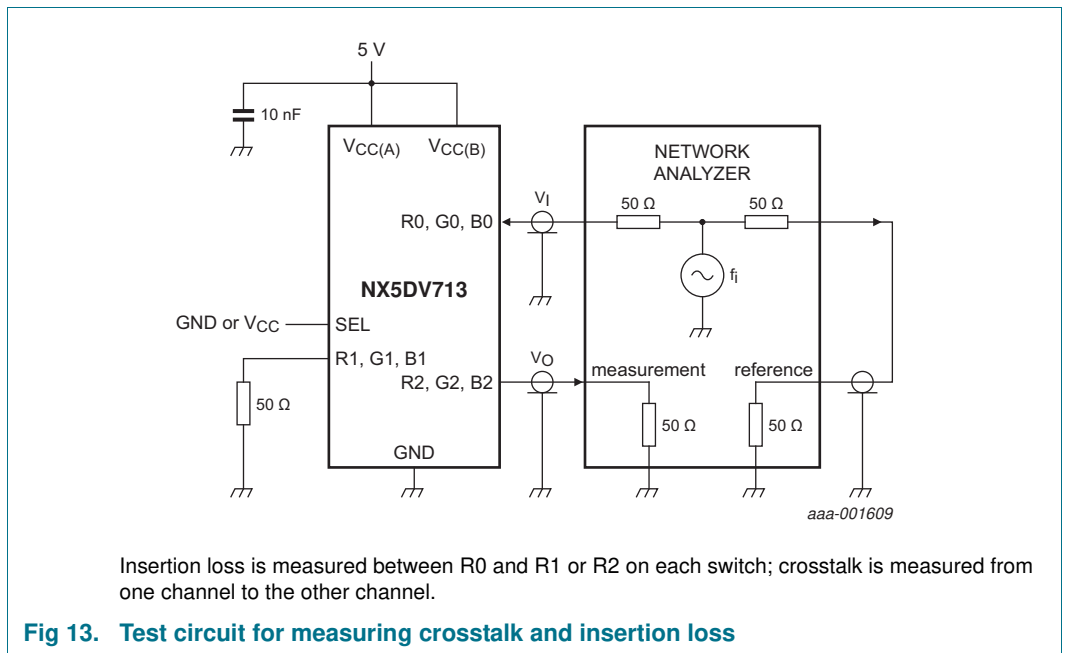 5 V
10 nF
VCC(A) VCC(B)
NETWORK
ANALYZER
VI
50 Ω 50 Ω
R0, G0, B0
fi
NX5DV713
GND or VCC
SEL
R1, G1, B1
VO
R2, G2, B2
measurement reference
50 Ω
50 Ω
50 Ω
GND
aaa-001609
Insertion loss is measured between R0 and R1 or R2 on each switch; crosstalk is measured from
one channel to the other channel.
Fig 13. Test circuit for measuring crosstalk and insertion loss